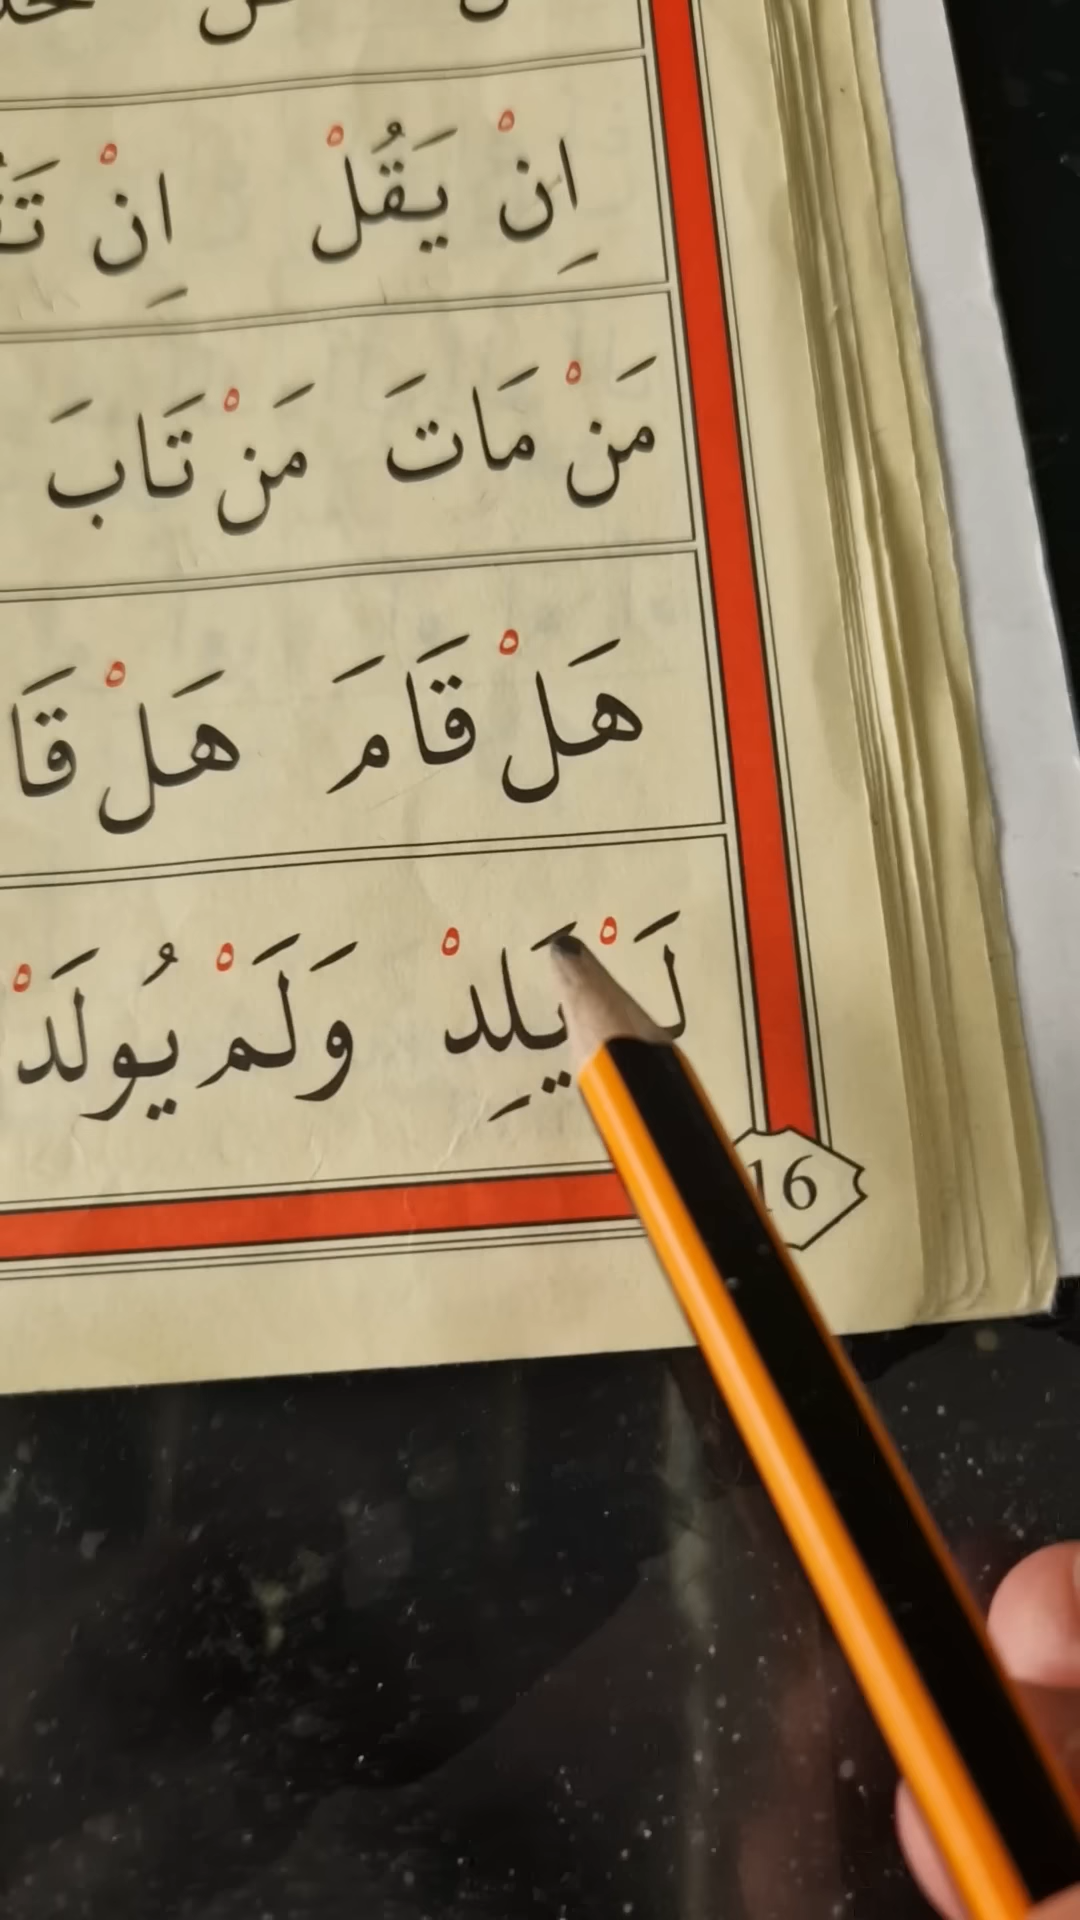 اِنْ يَقُلْ اِنْ
مَنْ مَاتَ مَنْ تَابَ
هَلْ قَامَ هَلْ
يَلِدْ وَلَمْ يُولَدْ
16